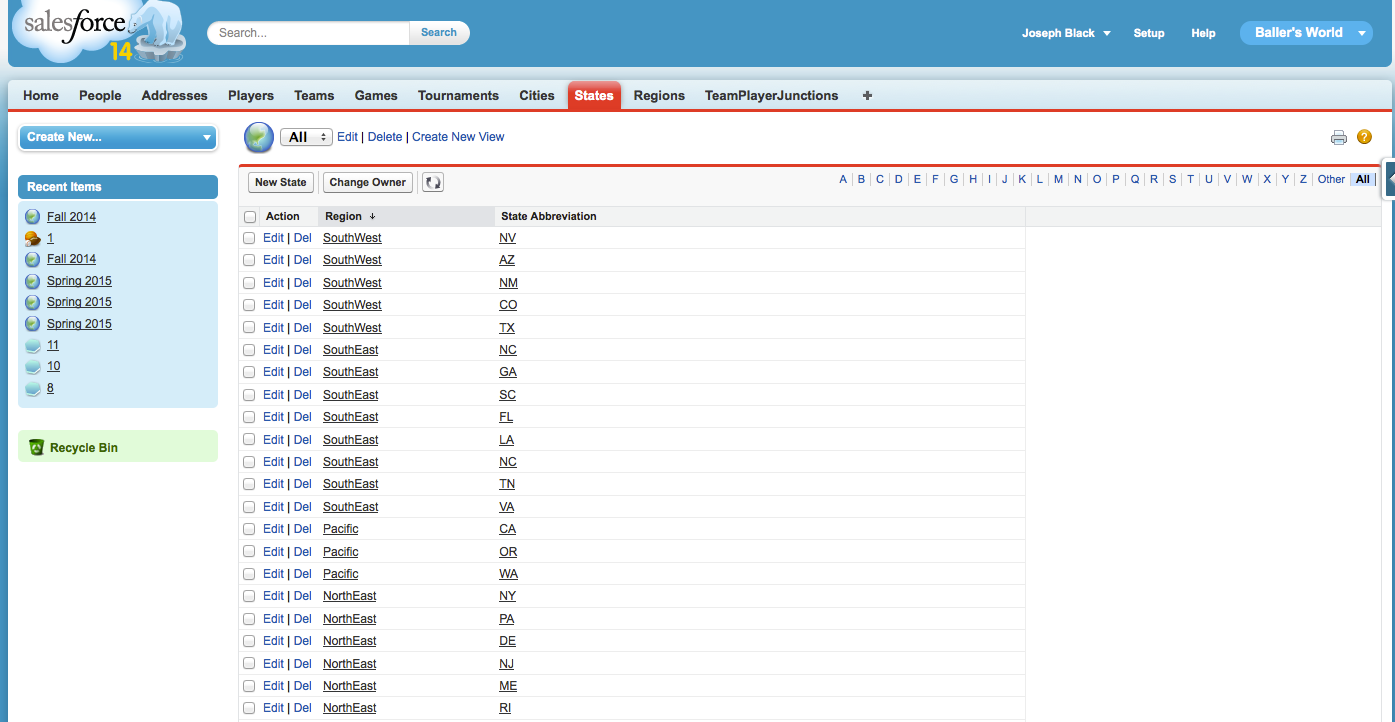 salesforce
14
Search... Search
Joseph Black Setup Help Baller's World
Home People Addresses Players Teams Games Tournaments Cities States Regions TeamPlayerJunctions +
Create New...
All Edit | Delete | Create New View
Recent Items
Fall 2014
1
Fall 2014
Spring 2015
Spring 2015
Spring 2015
11
10
8
Recycle Bin
New State Change Owner
A B C D E F G H I J K L M N O P Q R S T U V W X Y Z Other All
Action Region State Abbreviation
Edit | Del SouthWest NV
Edit | Del SouthWest AZ
Edit | Del SouthWest NM
Edit | Del SouthWest CO
Edit | Del SouthWest TX
Edit | Del SouthEast NC
Edit | Del SouthEast GA
Edit | Del SouthEast SC
Edit | Del SouthEast FL
Edit | Del SouthEast LA
Edit | Del SouthEast NC
Edit | Del SouthEast TN
Edit | Del SouthEast VA
Edit | Del Pacific CA
Edit | Del Pacific OR
Edit | Del Pacific WA
Edit | Del NorthEast NY
Edit | Del NorthEast PA
Edit | Del NorthEast DE
Edit | Del NorthEast NJ
Edit | Del NorthEast ME
Edit | Del NorthEast RI